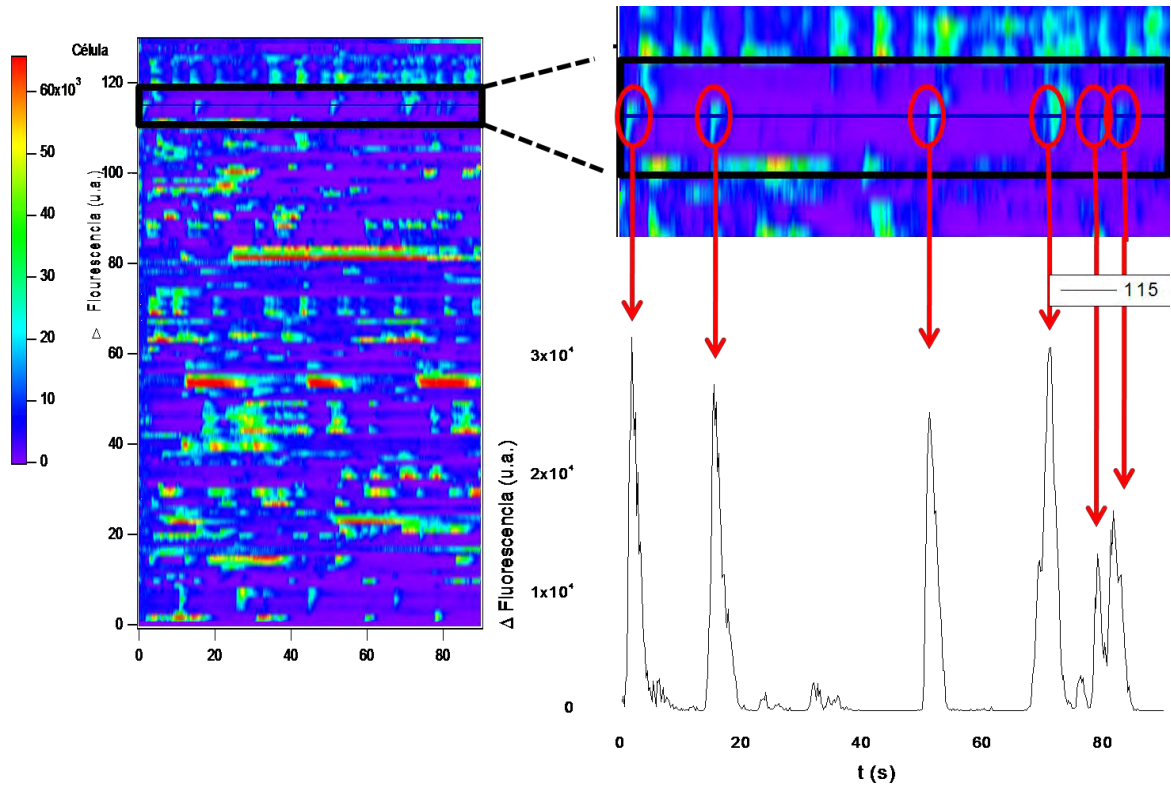 Célula
60x10³
50
40
30
20
10
0
▷ Flourescencia (u.a.)
120
100
80
60
40
20
0
0 20 40 60 80
115
Δ Fluorescencia (u.a.)
3x10⁴
2x10⁴
1x10⁴
0
0 20 40 60 80
t (s)